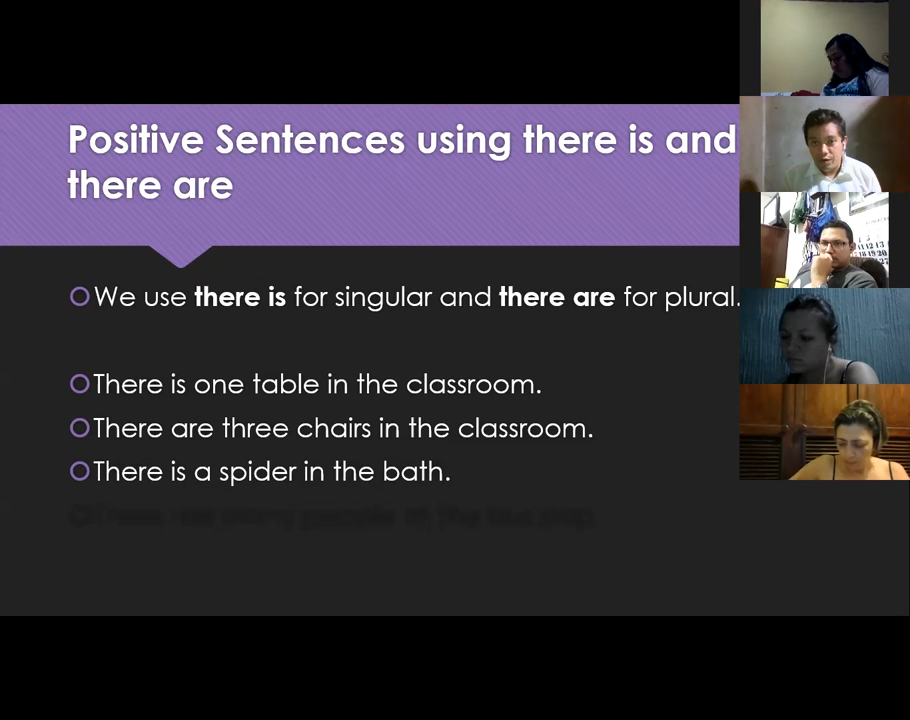 Positive Sentences using there is and
there are
We use there is for singular and there are for plural.
There is one table in the classroom.
There are three chairs in the classroom.
There is a spider in the bath.